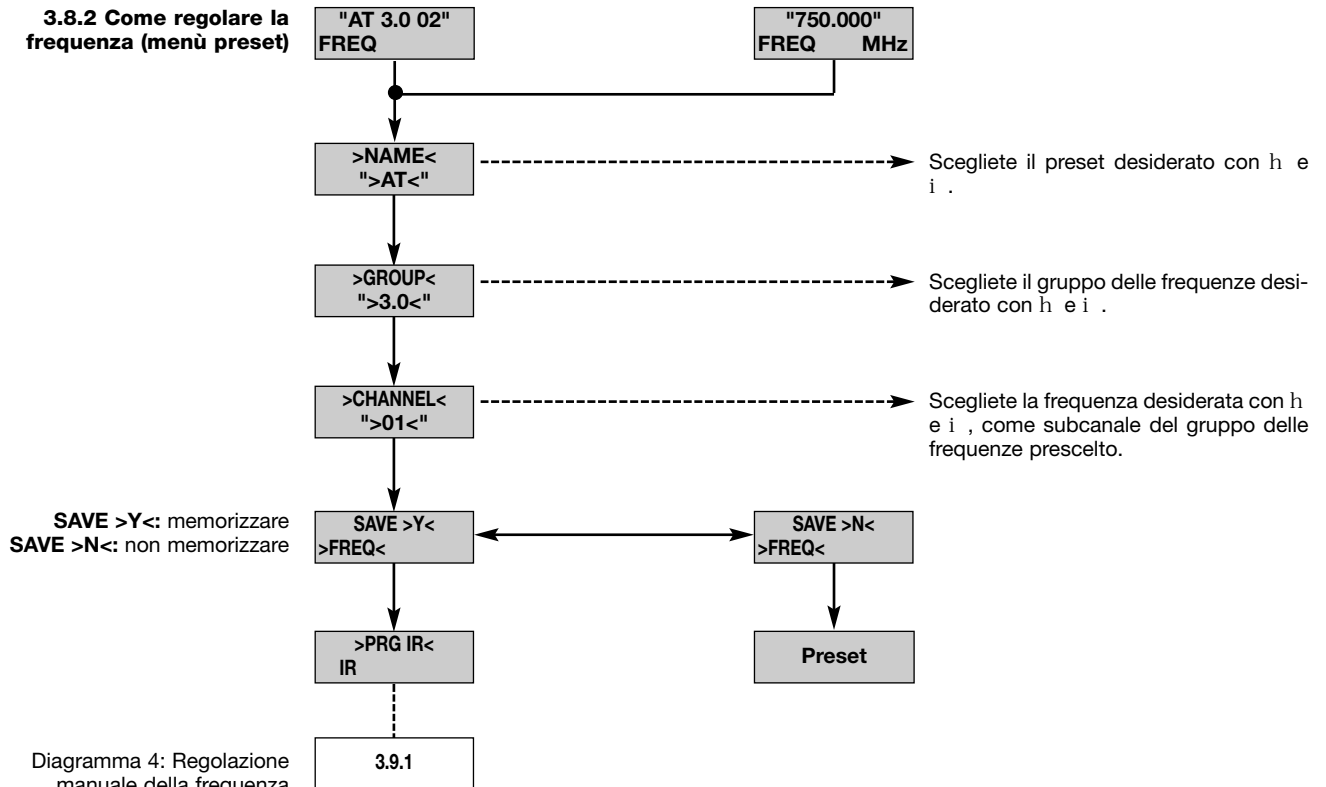 3.8.2 Come regolare la
frequenza (menù preset)
"AT 3.0 02"
FREQ
"750.000"
FREQ MHz
>NAME<
">AT<"
Scegliete il preset desiderato con h e
i .
>GROUP<
">3.0<"
Scegliete il gruppo delle frequenze desi-
derato con h e i .
>CHANNEL<
">01<"
Scegliete la frequenza desiderata con h
e i , come subcanale del gruppo delle
frequenze prescelto.
SAVE >Y<: memorizzare
SAVE >N<: non memorizzare
SAVE >Y<
>FREQ<
SAVE >N<
>FREQ<
>PRG IR<
IR
Preset
Diagramma 4: Regolazione
manuale della frequenza
3.9.1